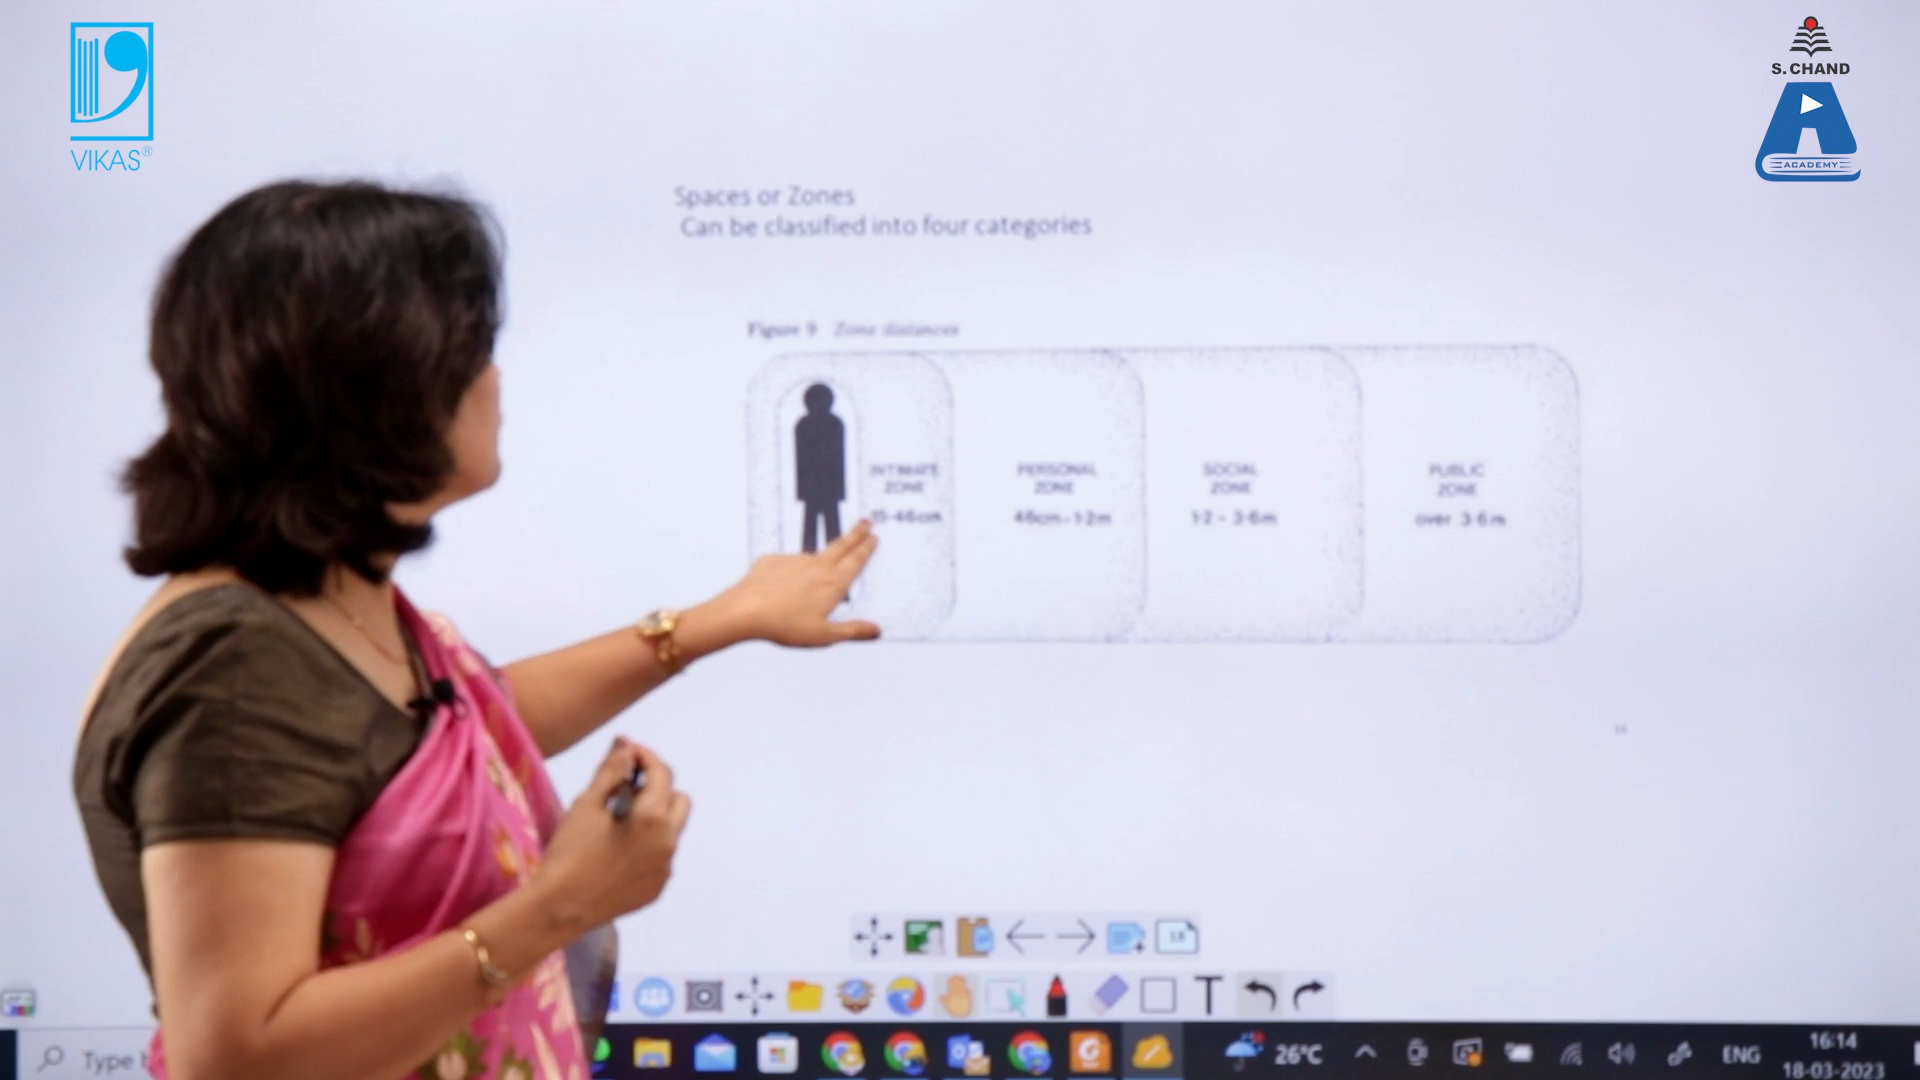 VIKAS®
S. CHAND
ACADEMY
Spaces or Zones
Can be classified into four categories
Figure 9 Zone distances
INTIMATE
ZONE
15-46cm
PERSONAL
ZONE
46cm-1·2m
SOCIAL
ZONE
1·2 - 3·6m
PUBLIC
ZONE
over 3·6m
Type
26°C
ENG
16:14
18-03-2023